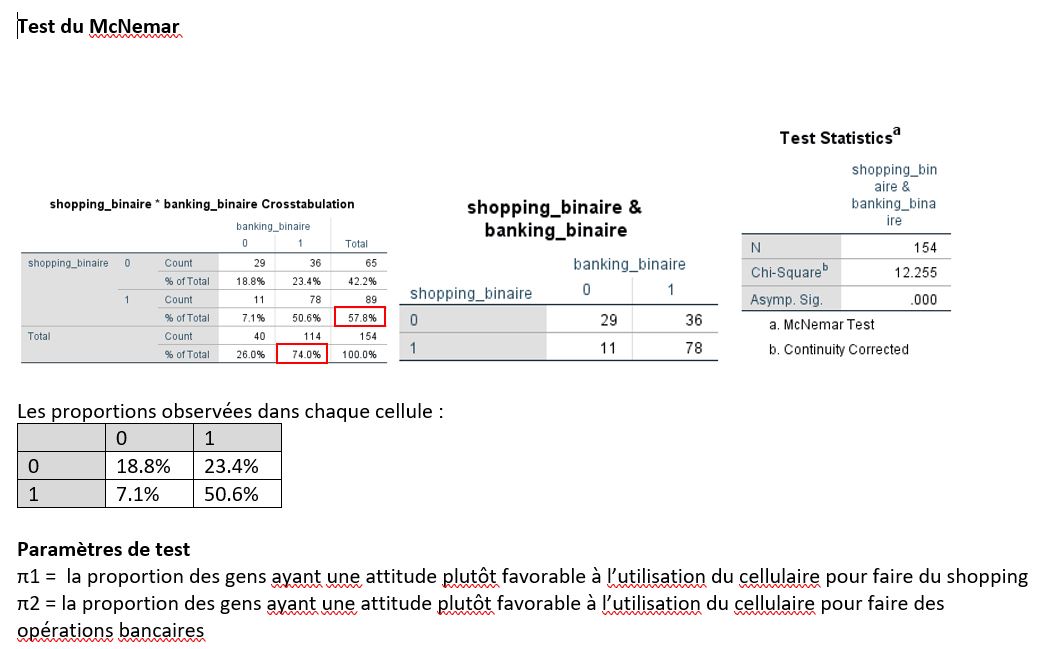 Test du McNemar
shopping_binaire * banking_binaire Crosstabulation
banking_binaire
0 1 Total
shopping_binaire 0 Count 29 36 65
% of Total 18.8% 23.4% 42.2%
1 Count 11 78 89
% of Total 7.1% 50.6% 57.8%
Total Count 40 114 154
% of Total 26.0% 74.0% 100.0%
shopping_binaire &
banking_binaire
banking_binaire
shopping_binaire 0 1
0 29 36
1 11 78
Test Statisticsa
shopping_bin
aire &
banking_bina
ire
N 154
Chi-Squareb 12.255
Asymp. Sig. .000
a. McNemar Test
b. Continuity Corrected
Les proportions observées dans chaque cellule :
0 1
0 18.8% 23.4%
1 7.1% 50.6%
Paramètres de test
π1 = la proportion des gens ayant une attitude plutôt favorable à l’utilisation du cellulaire pour faire du shopping
π2 = la proportion des gens ayant une attitude plutôt favorable à l’utilisation du cellulaire pour faire des
opérations bancaires